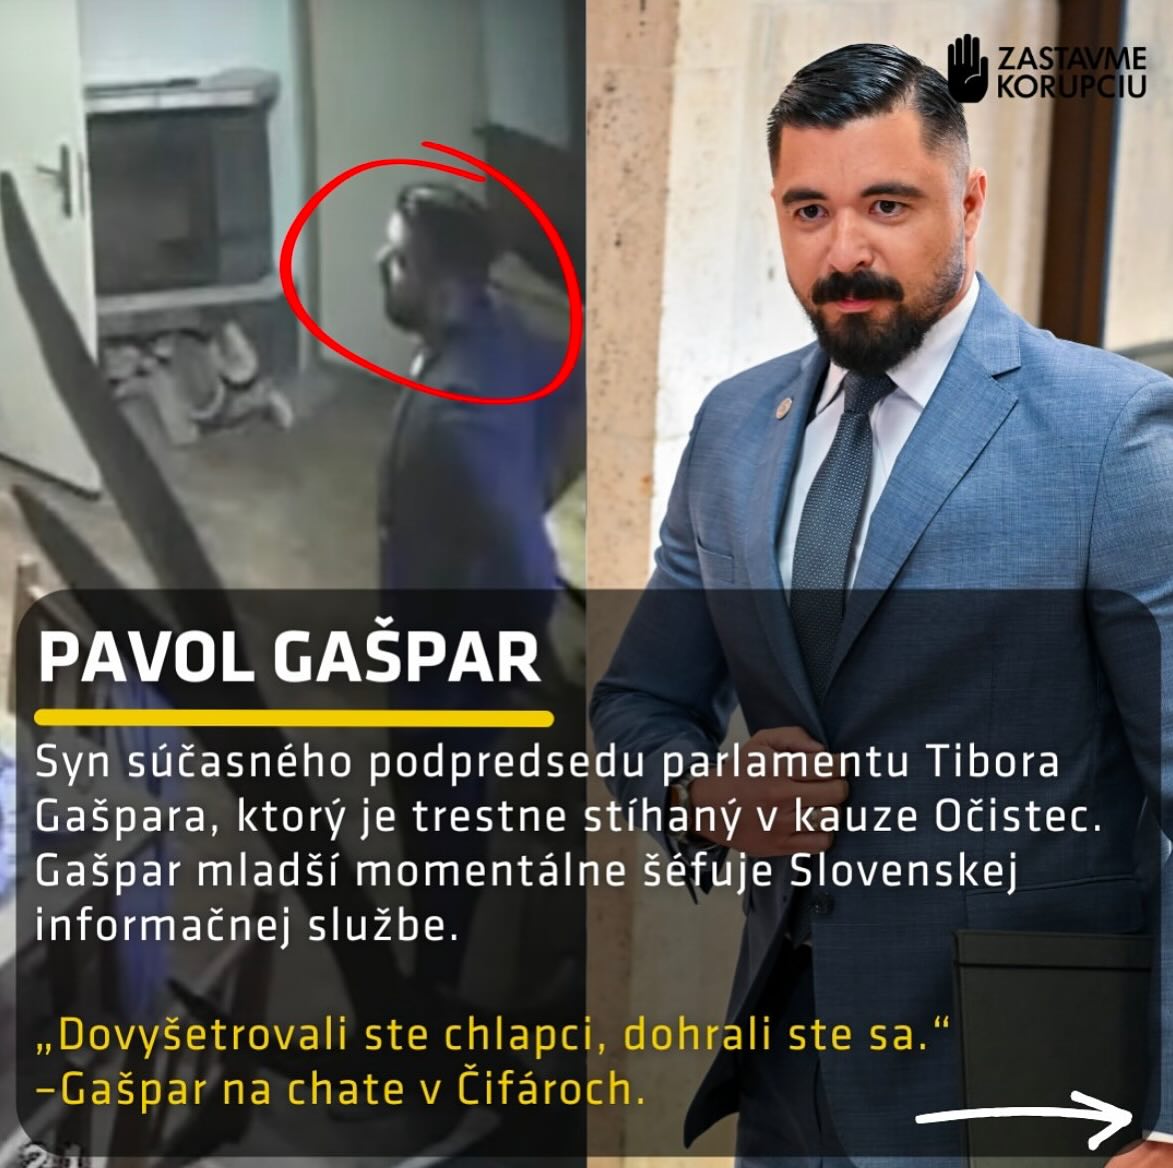 ZASTAVME
KORUPCIU
PAVOL GAŠPAR
Syn súčasného podpredsedu parlamentu Tibora
Gašpara, ktorý je trestne stíhaný v kauze Očistec.
Gašpar mladší momentálne šéfuje Slovenskej
informačnej službe.
„Dovyšetrovali ste chlapci, dohrali ste sa.“
–Gašpar na chate v Čifároch.